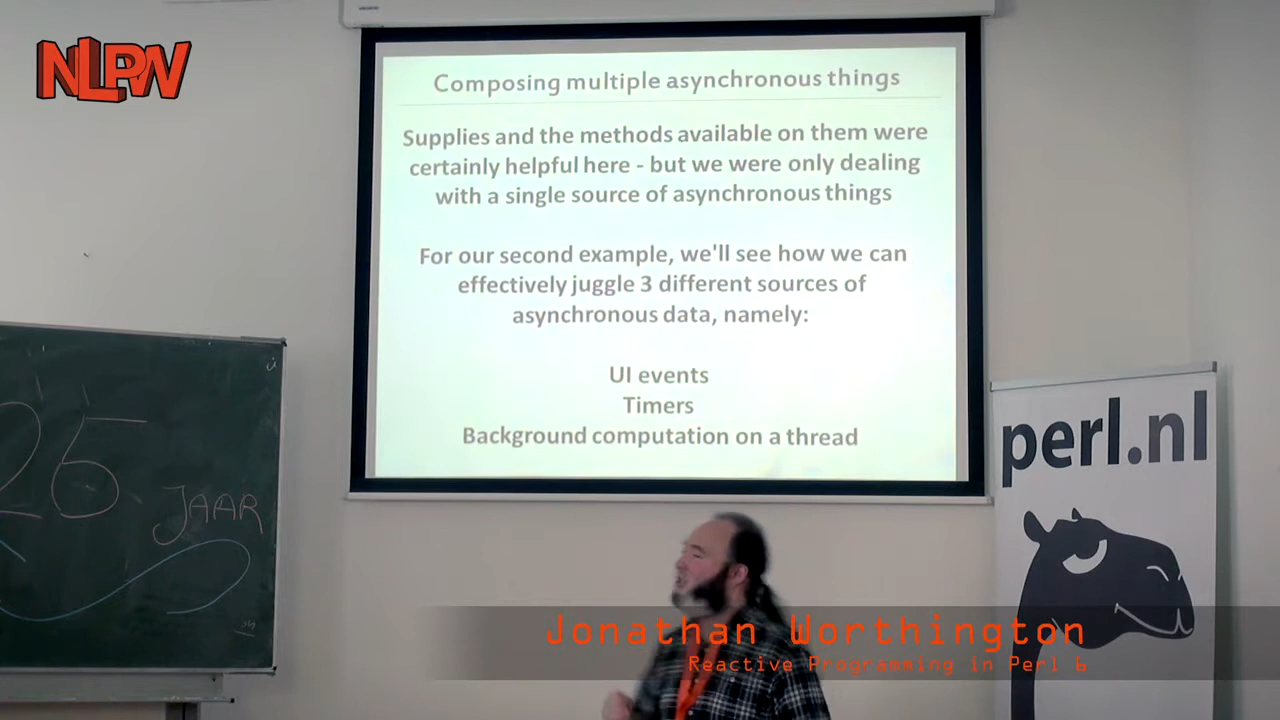 NLPW
Composing multiple asynchronous things
Supplies and the methods available on them were
certainly helpful here - but we were only dealing
with a single source of asynchronous things
For our second example, we'll see how we can
effectively juggle 3 different sources of
asynchronous data, namely:
UI events
Timers
Background computation on a thread
25
JAAR
perl.nl
Jonathan Worthington
Reactive Programming in Perl 6